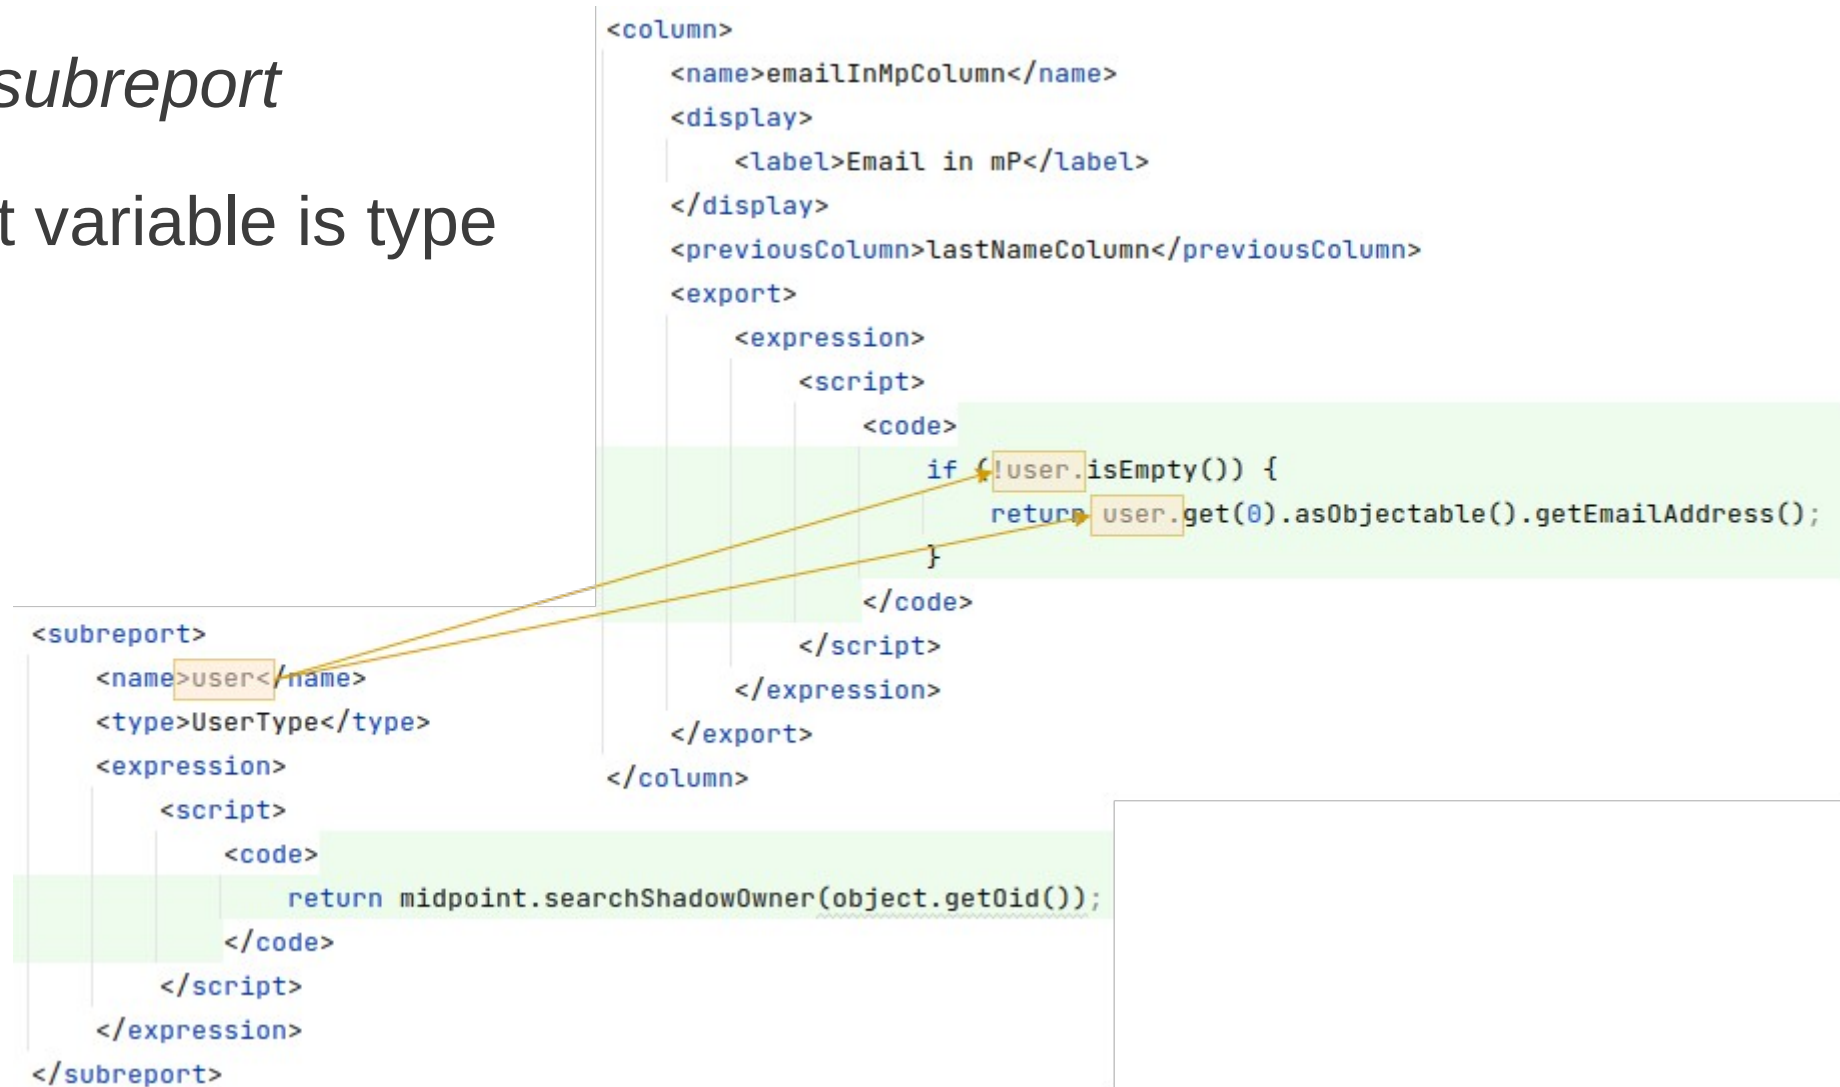 subreport
t variable is type
<column>
<name>emailInMpColumn</name>
<display>
<label>Email in mP</label>
</display>
<previousColumn>lastNameColumn</previousColumn>
<export>
<expression>
<script>
<code>
if (!user.isEmpty()) {
return user.get(0).asObjectable().getEmailAddress();
}
</code>
</script>
</expression>
</export>
</column>
<subreport>
<name>user</name>
<type>UserType</type>
<expression>
<script>
<code>
return midpoint.searchShadowOwner(object.getOid());
</code>
</script>
</expression>
</subreport>